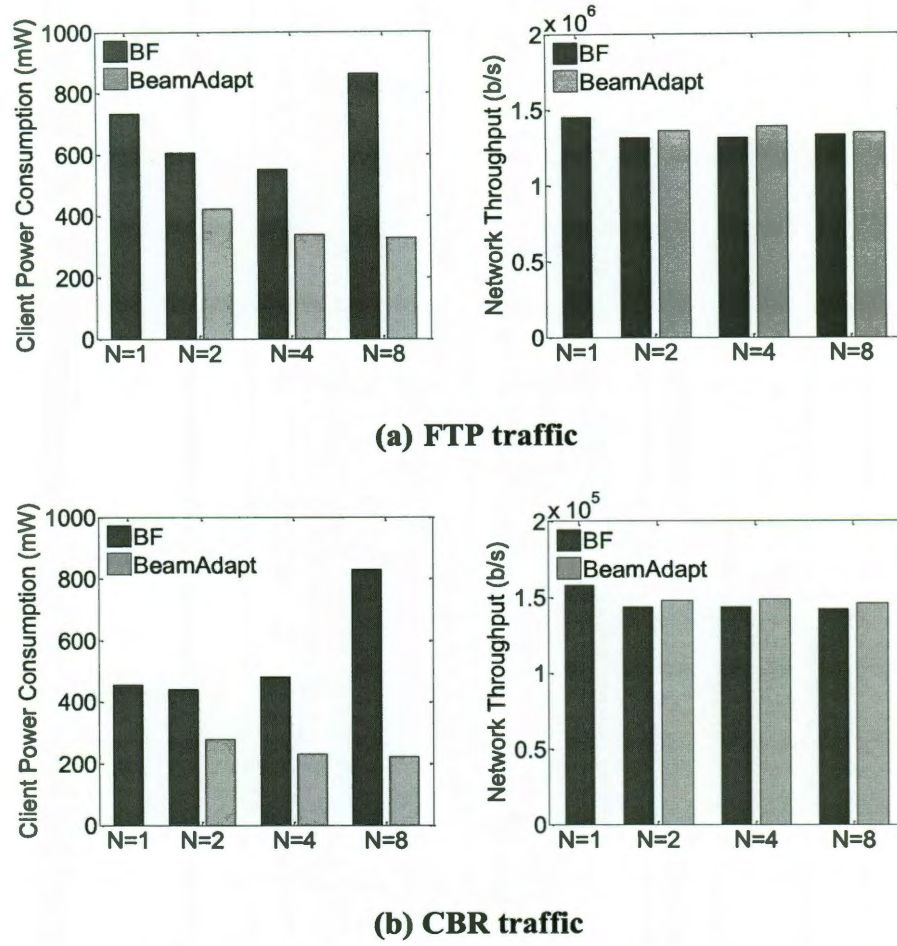 Client Power Consumption (mW)
1000
800
600
400
200
0
BF
BeamAdapt
N=1 N=2 N=4 N=8
Network Throughput (b/s)
2 × 10^6
1.5
1
0.5
0
BF
BeamAdapt
N=1 N=2 N=4 N=8
(a) FTP traffic
Client Power Consumption (mW)
1000
800
600
400
200
0
BF
BeamAdapt
N=1 N=2 N=4 N=8
Network Throughput (b/s)
2 × 10^5
1.5
1
0.5
0
BF
BeamAdapt
N=1 N=2 N=4 N=8
(b) CBR traffic